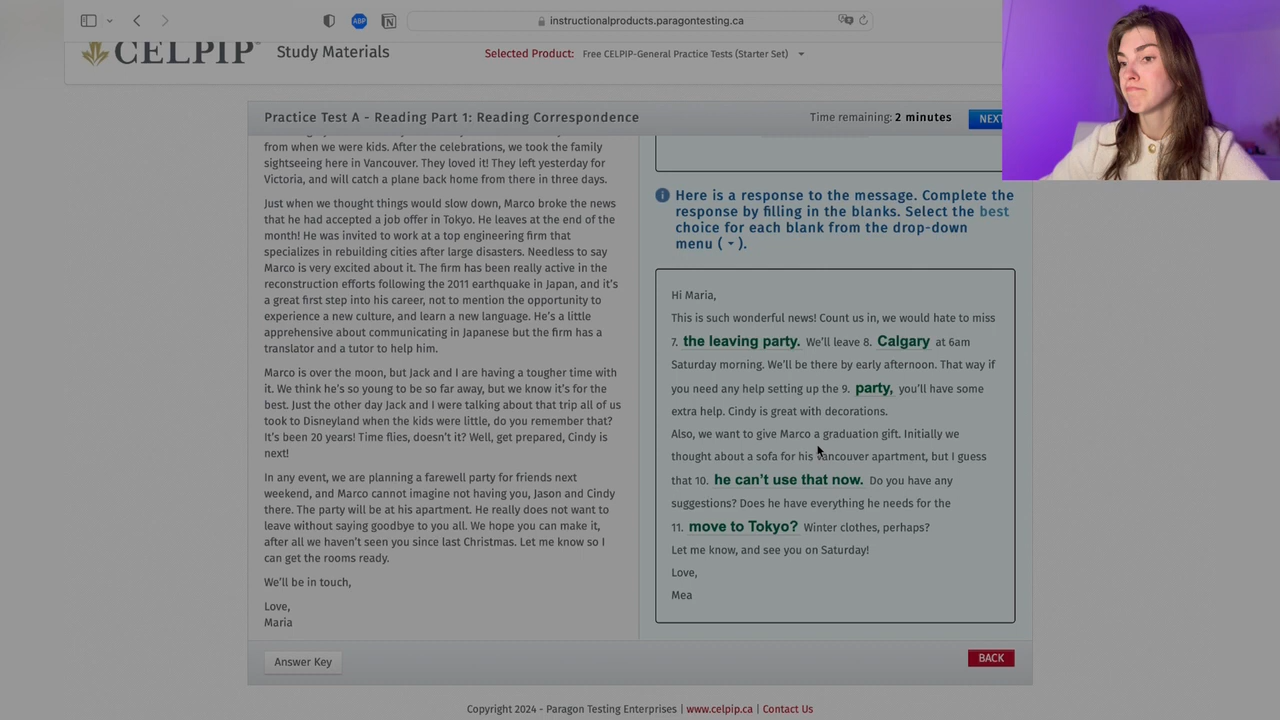 instructionalproducts.paragontesting.ca
ABP
CELPIP
Study Materials
Selected Product: Free CELPIP-General Practice Tests (Starter Set)
Practice Test A - Reading Part 1: Reading Correspondence
Time remaining: 2 minutes
NEXT
from when we were kids. After the celebrations, we took the family
sightseeing here in Vancouver. They loved it! They left yesterday for
Victoria, and will catch a plane back home from there in three days.
Just when we thought things would slow down, Marco broke the news
that he had accepted a job offer in Tokyo. He leaves at the end of the
month! He was invited to work at a top engineering firm that
specializes in rebuilding cities after large disasters. Needless to say
Marco is very excited about it. The firm has been really active in the
reconstruction efforts following the 2011 earthquake in Japan, and it's
a great first step into his career, not to mention the opportunity to
experience a new culture, and learn a new language. He's a little
apprehensive about communicating in Japanese but the firm has a
translator and a tutor to help him.
Marco is over the moon, but Jack and I are having a tougher time with
it. We think he's so young to be so far away, but we know it's for the
best. Just the other day Jack and I were talking about that trip all of us
took to Disneyland when the kids were little, do you remember that?
It's been 20 years! Time flies, doesn't it? Well, get prepared, Cindy is
next!
In any event, we are planning a farewell party for friends next
weekend, and Marco cannot imagine not having you, Jason and Cindy
there. The party will be at his apartment. He really does not want to
leave without saying goodbye to you all. We hope you can make it,
after all we haven't seen you since last Christmas. Let me know so I
can get the rooms ready.
We'll be in touch,
Love,
Maria
Here is a response to the message. Complete the
response by filling in the blanks. Select the best
choice for each blank from the drop-down
menu ( ).
Hi Maria,
This is such wonderful news! Count us in, we would hate to miss
7. the leaving party. We'll leave 8. Calgary at 6am
Saturday morning. We'll be there by early afternoon. That way if
you need any help setting up the 9. party, you'll have some
extra help. Cindy is great with decorations.
Also, we want to give Marco a graduation gift. Initially we
thought about a sofa for his Vancouver apartment, but I guess
that 10. he can't use that now. Do you have any
suggestions? Does he have everything he needs for the
11. move to Tokyo? Winter clothes, perhaps?
Let me know, and see you on Saturday!
Love,
Mea
Answer Key
BACK
Copyright 2024 - Paragon Testing Enterprises | www.celpip.ca | Contact Us